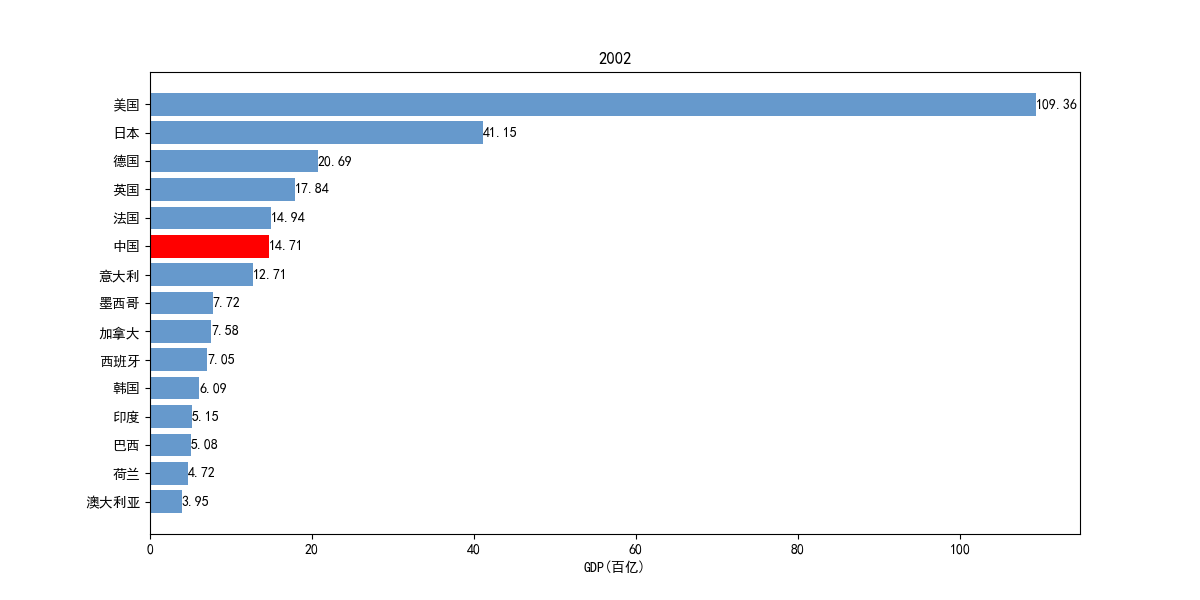 2002
美国 109.36
日本 41.15
德国 20.69
英国 17.84
法国 14.94
中国 14.71
意大利 12.71
墨西哥 7.72
加拿大 7.58
西班牙 7.05
韩国 6.09
印度 5.15
巴西 5.08
荷兰 4.72
澳大利亚 3.95
0 20 40 60 80 100
GDP(百亿)